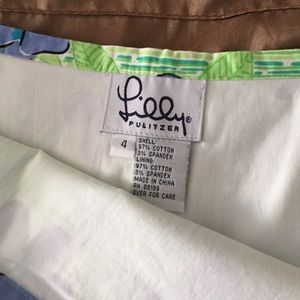 Lilly
PULITZER
4
SHELL:
97% COTTON
3% SPANDEX
LINING:
97% COTTON
3% SPANDEX
MADE IN CHINA
RN 80109
OVER FOR CARE